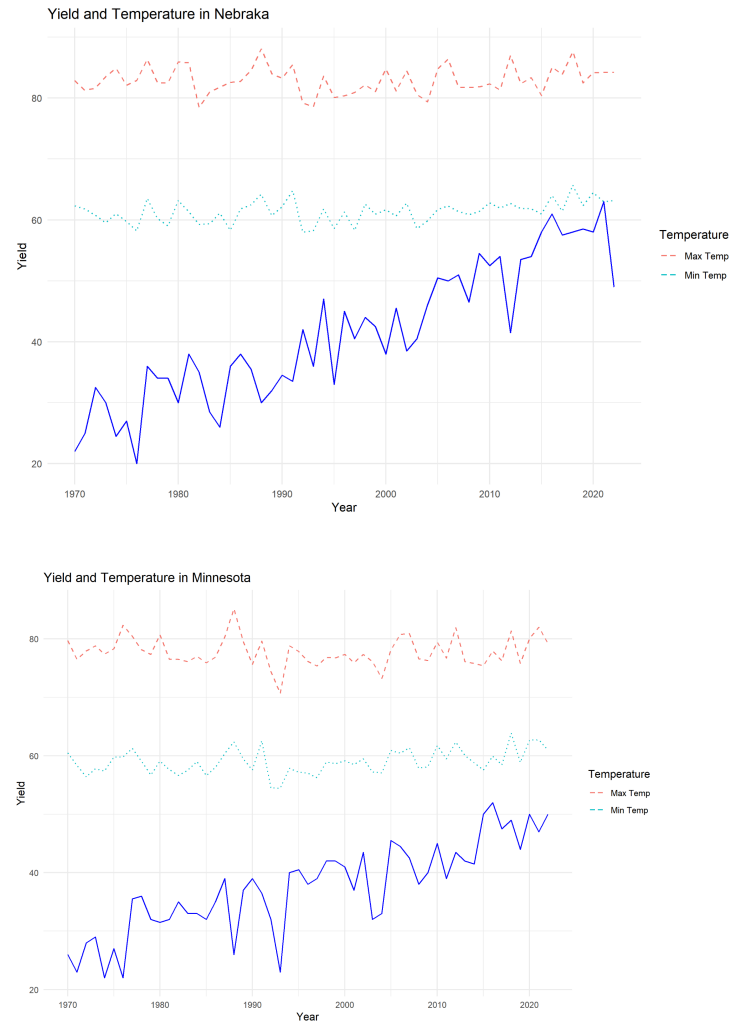 Yield and Temperature in Nebraka
80
60
40
20
Yield
1970 1980 1990 2000 2010 2020
Year
Temperature
Max Temp
Min Temp
Yield and Temperature in Minnesota
80
60
40
20
Yield
1970 1980 1990 2000 2010 2020
Year
Temperature
Max Temp
Min Temp